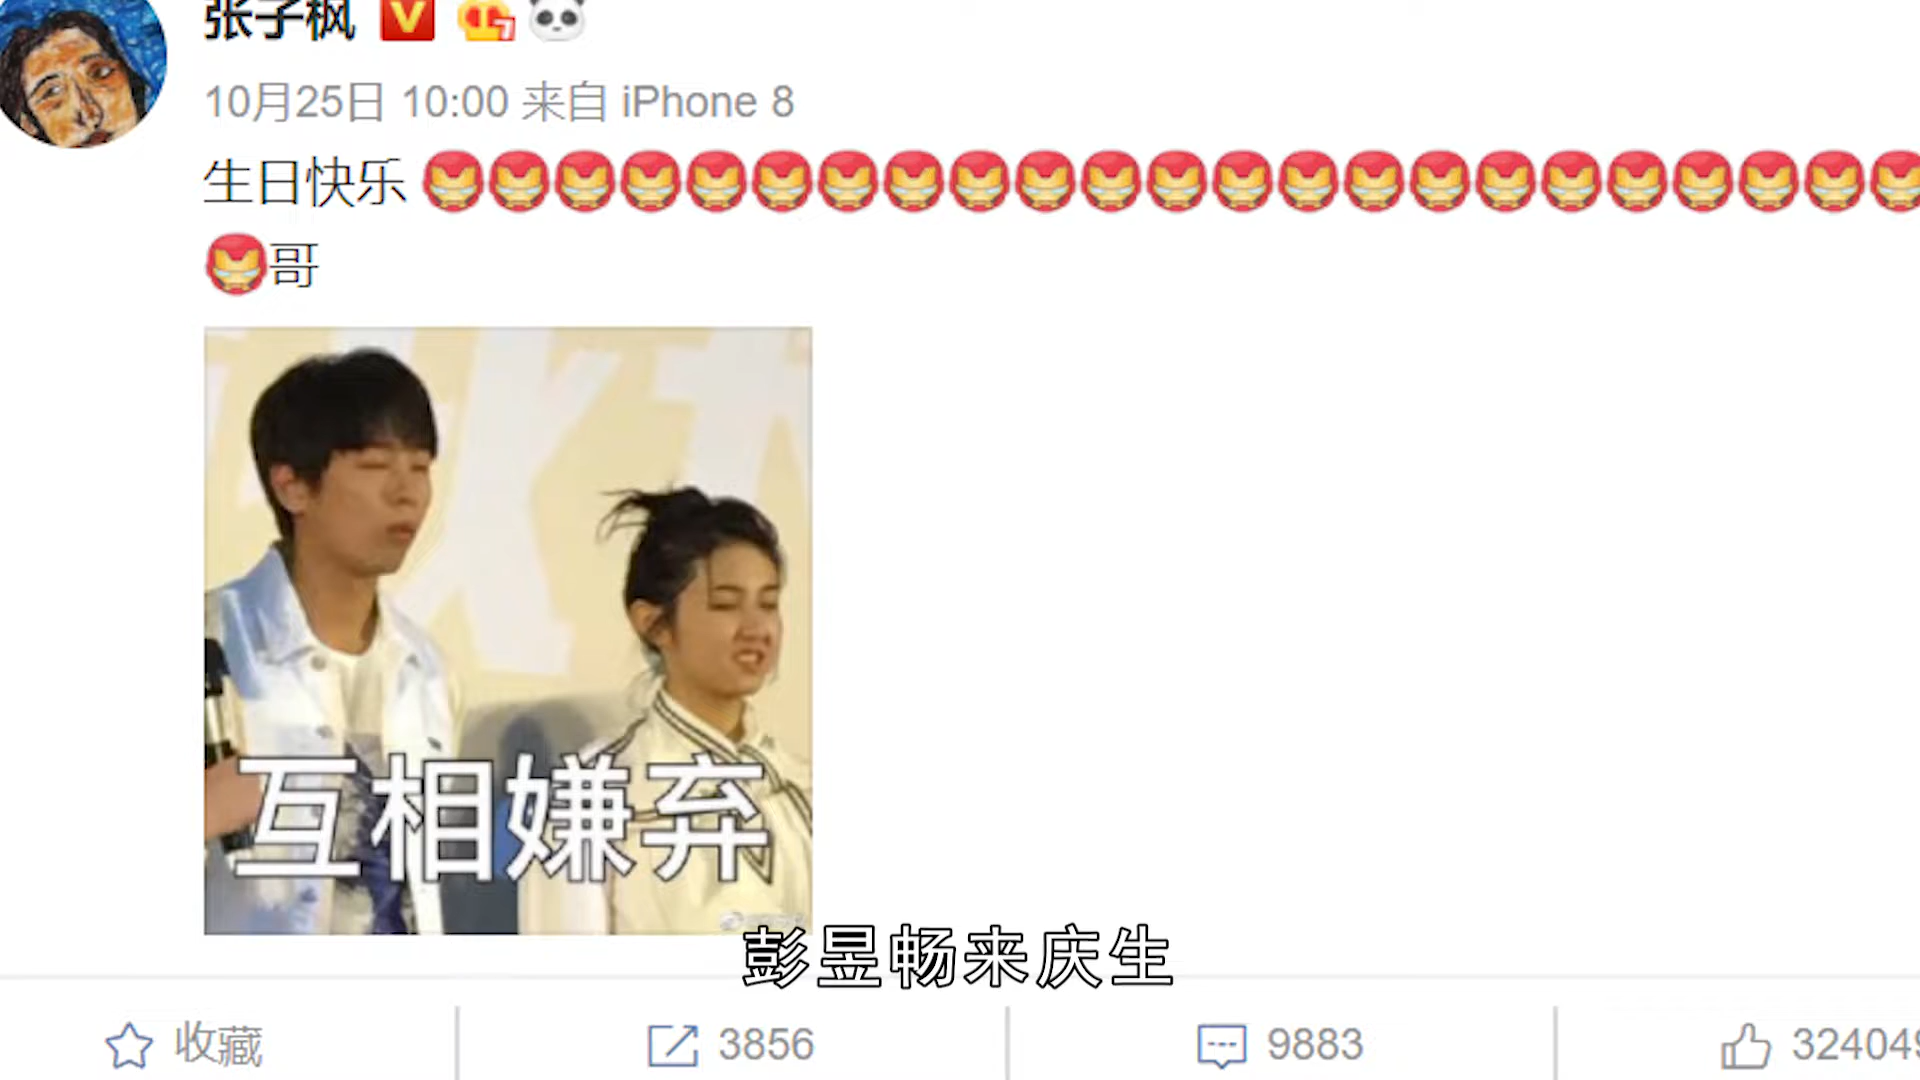 张子枫
10月25日 10:00 来自 iPhone 8
生日快乐
哥
互相嫌弃
彭昱畅来庆生
收藏
3856
9883
324049